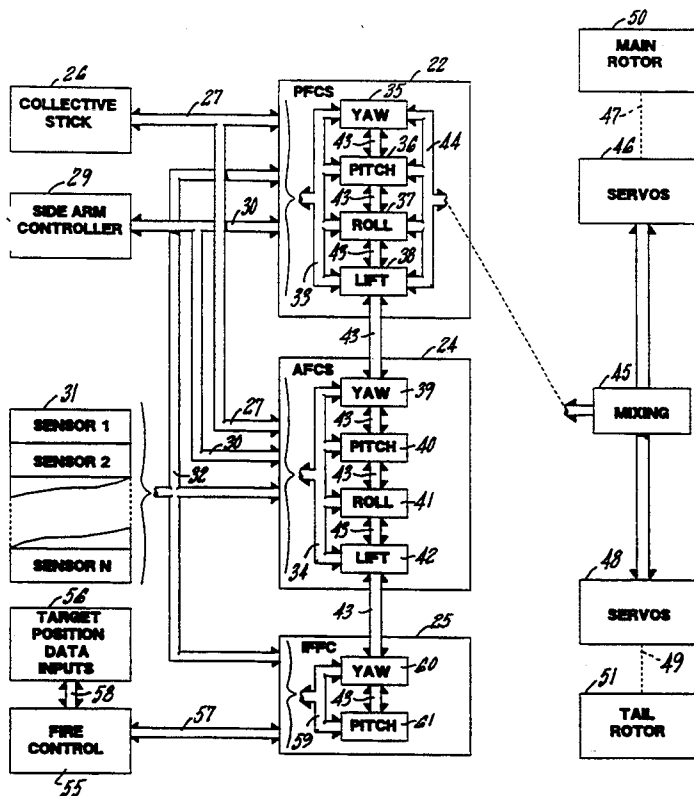 26
COLLECTIVE
STICK
27
29
SIDE ARM
CONTROLLER
30
31
SENSOR 1
SENSOR 2
SENSOR N
32
27
30
56
TARGET
POSITION
DATA
INPUTS
58
FIRE
CONTROL
55
57
22
PFCS
35
YAW
43
36
44
PITCH
43
37
ROLL
43
38
33
LIFT
43
24
AFCS
YAW
39
43
PITCH
40
43
ROLL
41
43
34
LIFT
42
43
25
IFFC
YAW
60
43
59
PITCH
61
50
MAIN
ROTOR
47
46
SERVOS
45
MIXING
48
SERVOS
49
51
TAIL
ROTOR